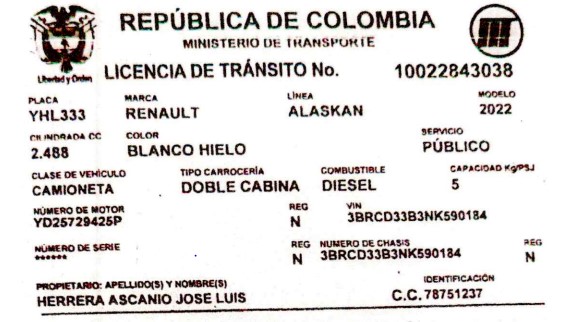 REPÚBLICA DE COLOMBIA
MINISTERIO DE TRANSPORTE
Libertad y Orden
LICENCIA DE TRÁNSITO No. 10022843038
PLACA MARCA LÍNEA MODELO
YHL333 RENAULT ALASKAN 2022
CILINDRADA CC COLOR SERVICIO
2.488 BLANCO HIELO PÚBLICO
CLASE DE VEHÍCULO TIPO CARROCERÍA COMBUSTIBLE CAPACIDAD Kg/PSJ
CAMIONETA DOBLE CABINA DIESEL 5
NÚMERO DE MOTOR REG VIN
YD25729425P N 3BRCD33B3NK590184
NÚMERO DE SERIE REG NUMERO DE CHASIS REG
****** N 3BRCD33B3NK590184 N
PROPIETARIO: APELLIDO(S) Y NOMBRE(S) IDENTIFICACIÓN
HERRERA ASCANIO JOSE LUIS C.C. 78751237